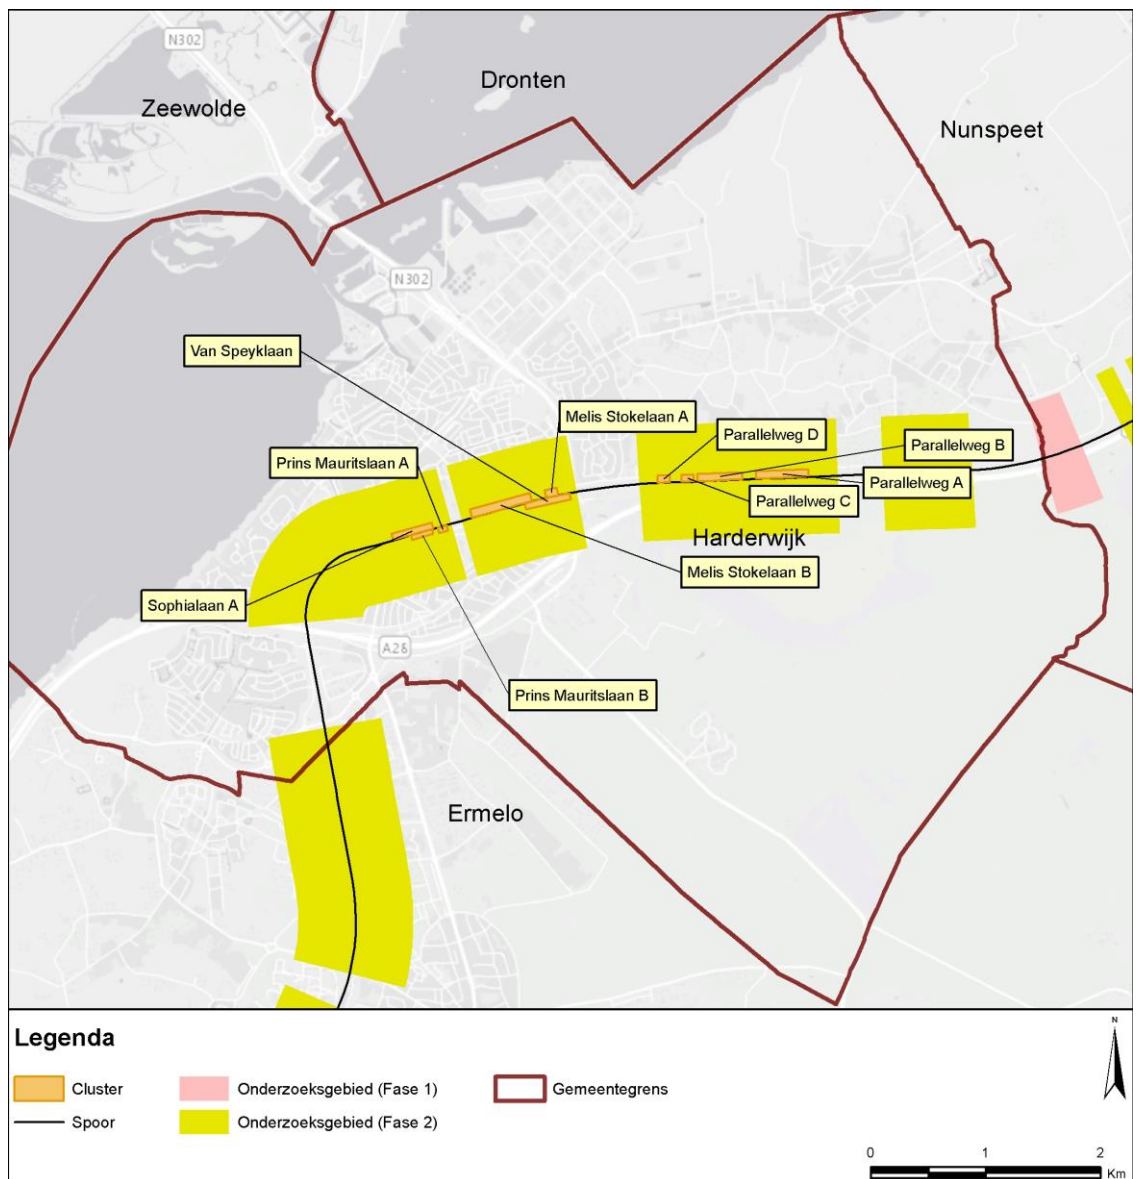 N302
Dronten
Zeewolde
Nunspeet
N302
Van Speyklaan
Melis Stokelaan A
Parallelweg D
Parallelweg B
Prins Mauritslaan A
Parallelweg A
Parallelweg C
Harderwijk
Melis Stokelaan B
Sophialaan A
A28
Prins Mauritslaan B
Ermelo
Legenda
N
Cluster
Onderzoeksgebied (Fase 1)
Gemeentegrens
Spoor
Onderzoeksgebied (Fase 2)
0 1 2
Km